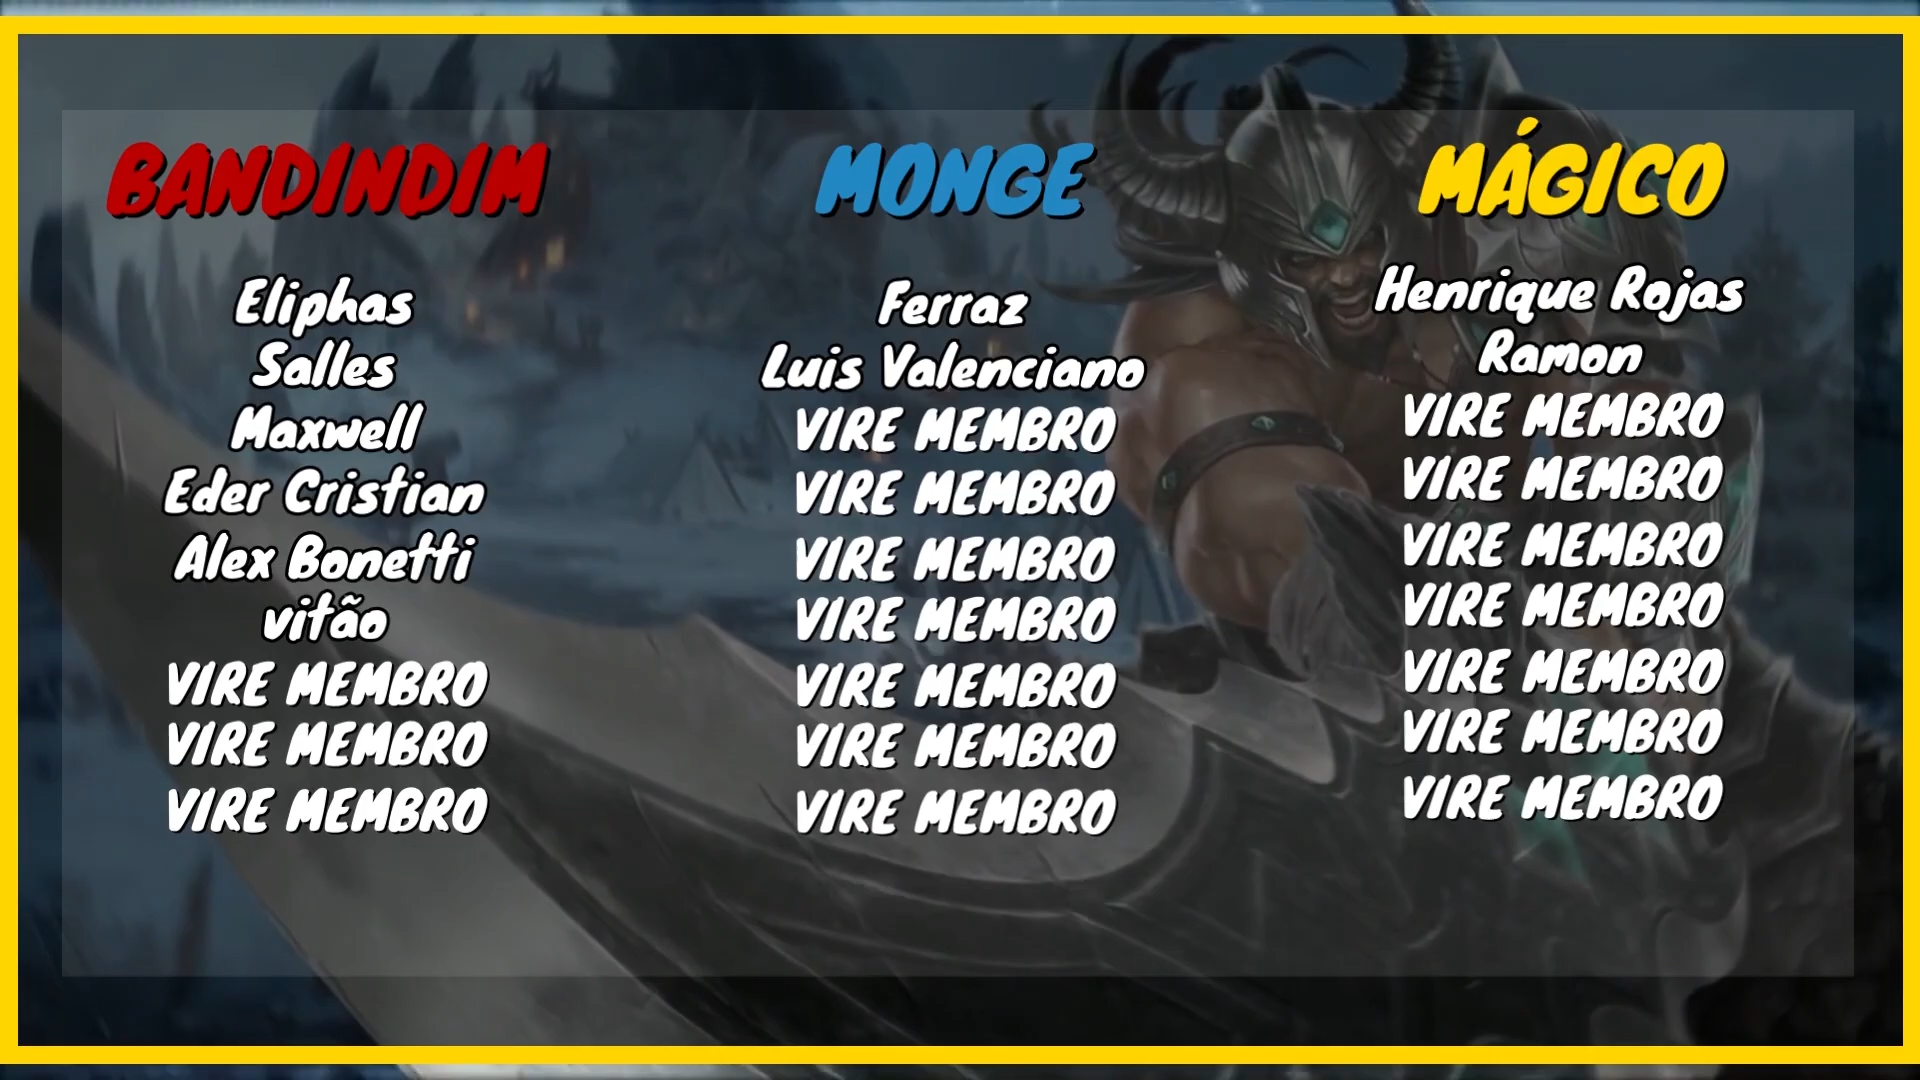 BANDINDIM
Eliphas
Salles
Maxwell
Eder Cristian
Alex Bonetti
vitão
VIRE MEMBRO
VIRE MEMBRO
VIRE MEMBRO
MONGE
Ferraz
Luis Valenciano
VIRE MEMBRO
VIRE MEMBRO
VIRE MEMBRO
VIRE MEMBRO
VIRE MEMBRO
VIRE MEMBRO
VIRE MEMBRO
MÁGICO
Henrique Rojas
Ramon
VIRE MEMBRO
VIRE MEMBRO
VIRE MEMBRO
VIRE MEMBRO
VIRE MEMBRO
VIRE MEMBRO
VIRE MEMBRO